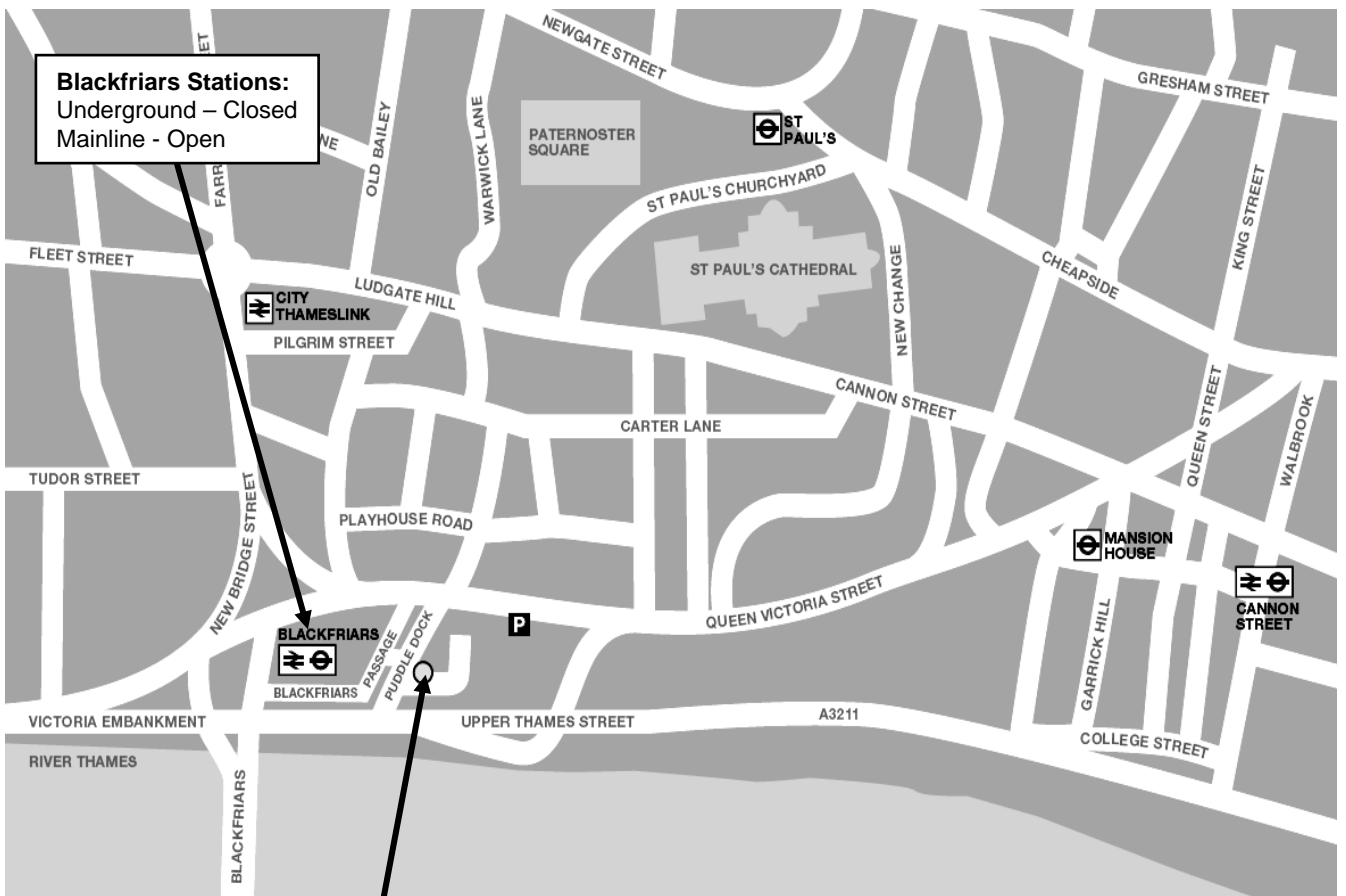 Blackfriars Stations:
Underground – Closed
Mainline - Open
NEWGATE STREET
GRESHAM STREET
ST
PAUL'S
PATERNOSTER
SQUARE
OLD BAILEY
WARWICK LANE
ST PAUL'S CHURCHYARD
KING STREET
FLEET STREET
LUDGATE HILL
ST PAUL'S CATHEDRAL
NEW CHANGE
CHEAPSIDE
CITY
THAMESLINK
PILGRIM STREET
CANNON STREET
CARTER LANE
QUEEN STREET
WALBROOK
TUDOR STREET
NEW BRIDGE STREET
PLAYHOUSE ROAD
MANSION
HOUSE
QUEEN VICTORIA STREET
CANNON
STREET
P
BLACKFRIARS
BLACKFRIARS
PASSAGE
PUDDLE DOCK
GARRICK HILL
VICTORIA EMBANKMENT
UPPER THAMES STREET
A3211
COLLEGE STREET
RIVER THAMES
BLACKFRIARS